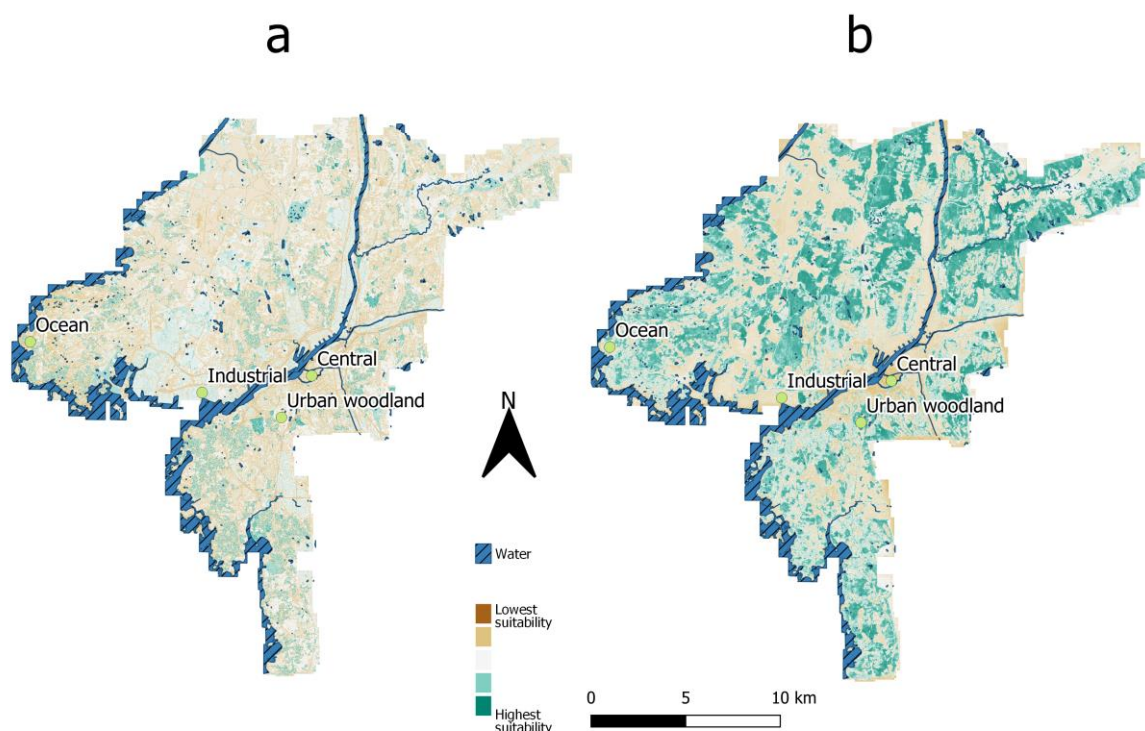 a
b
Ocean
Industrial
Central
Urban woodland
Ocean
Industrial
Central
Urban woodland
N
Water
Lowest
suitability
Highest
suitability
0 5 10 km